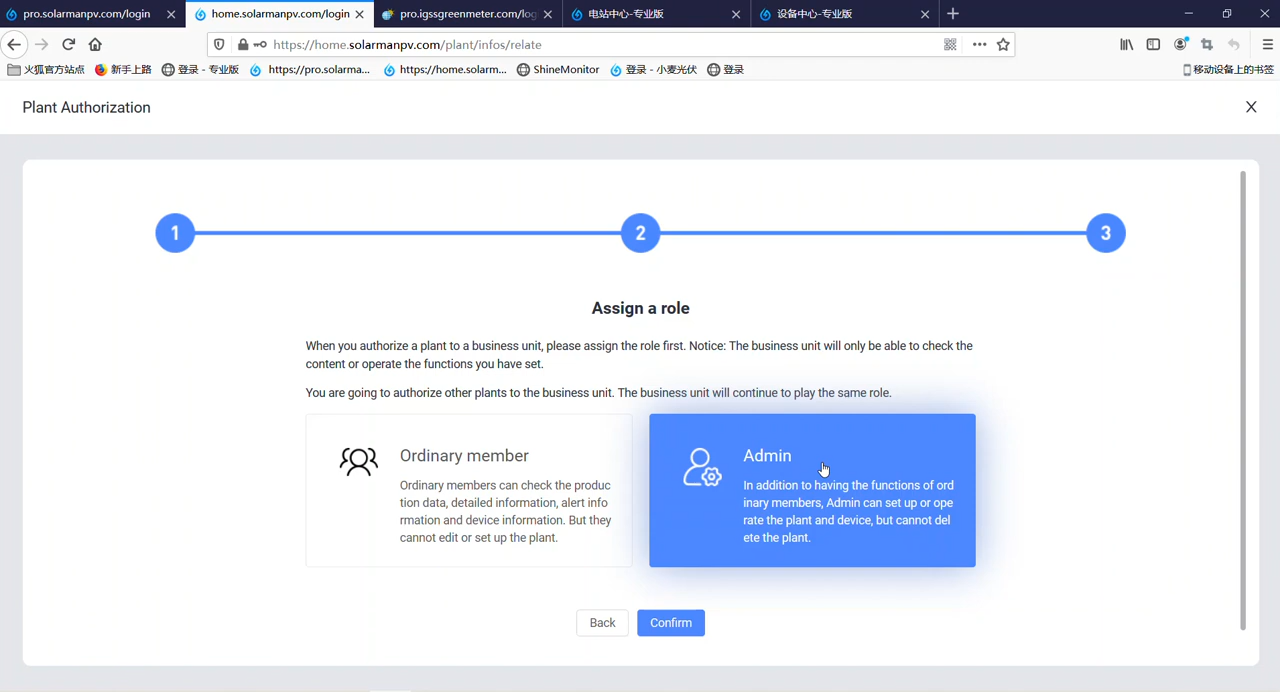 pro.solarmanpv.com/login
home.solarmanpv.com/login
pro.igssgreenmeter.com/log
电站中心-专业版
设备中心-专业版
https://home.solarmanpv.com/plant/infos/relate
火狐官方站点
新手上路
登录 - 专业版
https://pro.solarma...
https://home.solarm...
ShineMonitor
登录 - 小麦光伏
登录
移动设备上的书签
Plant Authorization
1
2
3
Assign a role
When you authorize a plant to a business unit, please assign the role first. Notice: The business unit will only be able to check the
content or operate the functions you have set.
You are going to authorize other plants to the business unit. The business unit will continue to play the same role.
Ordinary member
Ordinary members can check the produc
tion data, detailed information, alert info
rmation and device information. But they
cannot edit or set up the plant.
Admin
In addition to having the functions of ord
inary members, Admin can set up or ope
rate the plant and device, but cannot del
ete the plant.
Back
Confirm